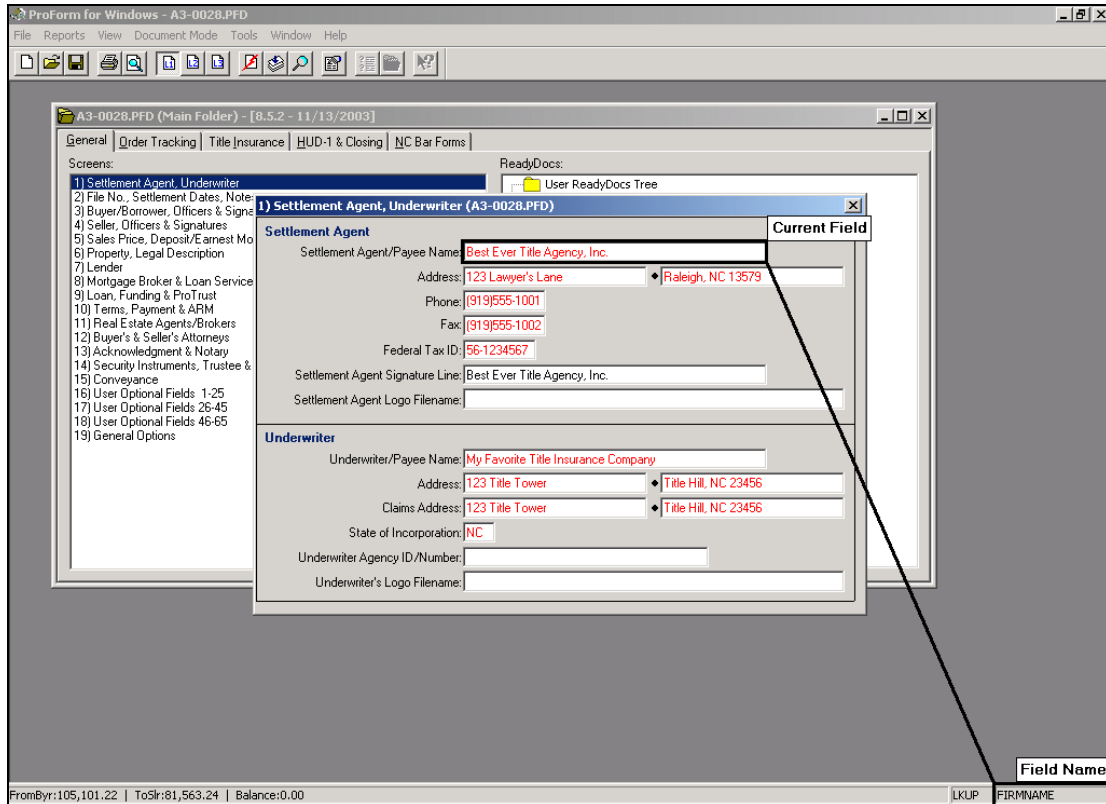 ProForm for Windows - A3-0028.PFD
File Reports View Document Mode Tools Window Help
L1 L2 L3
A3-0028.PFD (Main Folder) - [8.5.2 - 11/13/2003]
General Order Tracking Title Insurance HUD-1 & Closing NC Bar Forms
Screens:
1) Settlement Agent, Underwriter
2) File No., Settlement Dates, Note
3) Buyer/Borrower, Officers & Signa
4) Seller, Officers & Signatures
5) Sales Price, Deposit/Earnest Mo
6) Property, Legal Description
7) Lender
8) Mortgage Broker & Loan Service
9) Loan, Funding & ProTrust
10) Terms, Payment & ARM
11) Real Estate Agents/Brokers
12) Buyer's & Seller's Attorneys
13) Acknowledgment & Notary
14) Security Instruments, Trustee &
15) Conveyance
16) User Optional Fields 1-25
17) User Optional Fields 26-45
18) User Optional Fields 46-65
19) General Options
ReadyDocs:
User ReadyDocs Tree
1) Settlement Agent, Underwriter (A3-0028.PFD)
Current Field
Settlement Agent
Settlement Agent/Payee Name: Best Ever Title Agency, Inc.
Address: 123 Lawyer's Lane Raleigh, NC 13579
Phone: (919)555-1001
Fax: (919)555-1002
Federal Tax ID: 56-1234567
Settlement Agent Signature Line: Best Ever Title Agency, Inc.
Settlement Agent Logo Filename:
Underwriter
Underwriter/Payee Name: My Favorite Title Insurance Company
Address: 123 Title Tower Title Hill, NC 23456
Claims Address: 123 Title Tower Title Hill, NC 23456
State of Incorporation: NC
Underwriter Agency ID/Number:
Underwriter's Logo Filename:
Field Name
FromByr:105,101.22 | ToSlr:81,563.24 | Balance:0.00 LKUP FIRMNAME